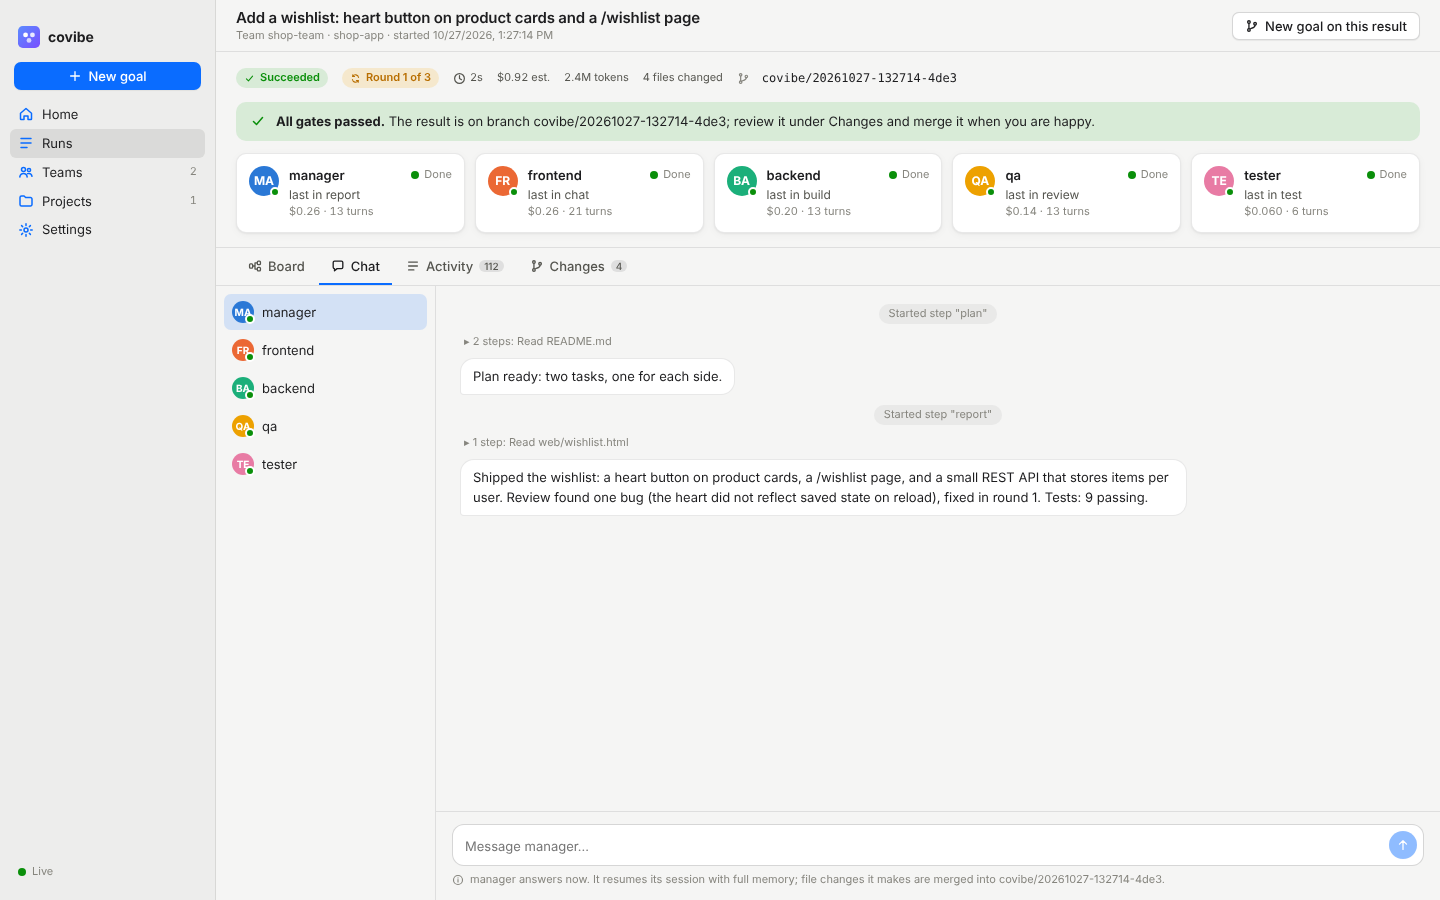 covibe
New goal
Home
Runs
Teams 2
Projects 1
Settings
Live
Add a wishlist: heart button on product cards and a /wishlist page
Team shop-team · shop-app · started 10/27/2026, 1:27:14 PM
New goal on this result
Succeeded Round 1 of 3 2s $0.92 est. 2.4M tokens 4 files changed covibe/20261027-132714-4de3
All gates passed. The result is on branch covibe/20261027-132714-4de3; review it under Changes and merge it when you are happy.
MA manager Done
last in report
$0.26 · 13 turns
FR frontend Done
last in chat
$0.26 · 21 turns
BA backend Done
last in build
$0.20 · 13 turns
QA qa Done
last in review
$0.14 · 13 turns
TE tester Done
last in test
$0.060 · 6 turns
Board Chat Activity 112 Changes 4
MA manager
FR frontend
BA backend
QA qa
TE tester
Started step "plan"
▸ 2 steps: Read README.md
Plan ready: two tasks, one for each side.
Started step "report"
▸ 1 step: Read web/wishlist.html
Shipped the wishlist: a heart button on product cards, a /wishlist page, and a small REST API that stores items per
user. Review found one bug (the heart did not reflect saved state on reload), fixed in round 1. Tests: 9 passing.
Message manager...
manager answers now. It resumes its session with full memory; file changes it makes are merged into covibe/20261027-132714-4de3.